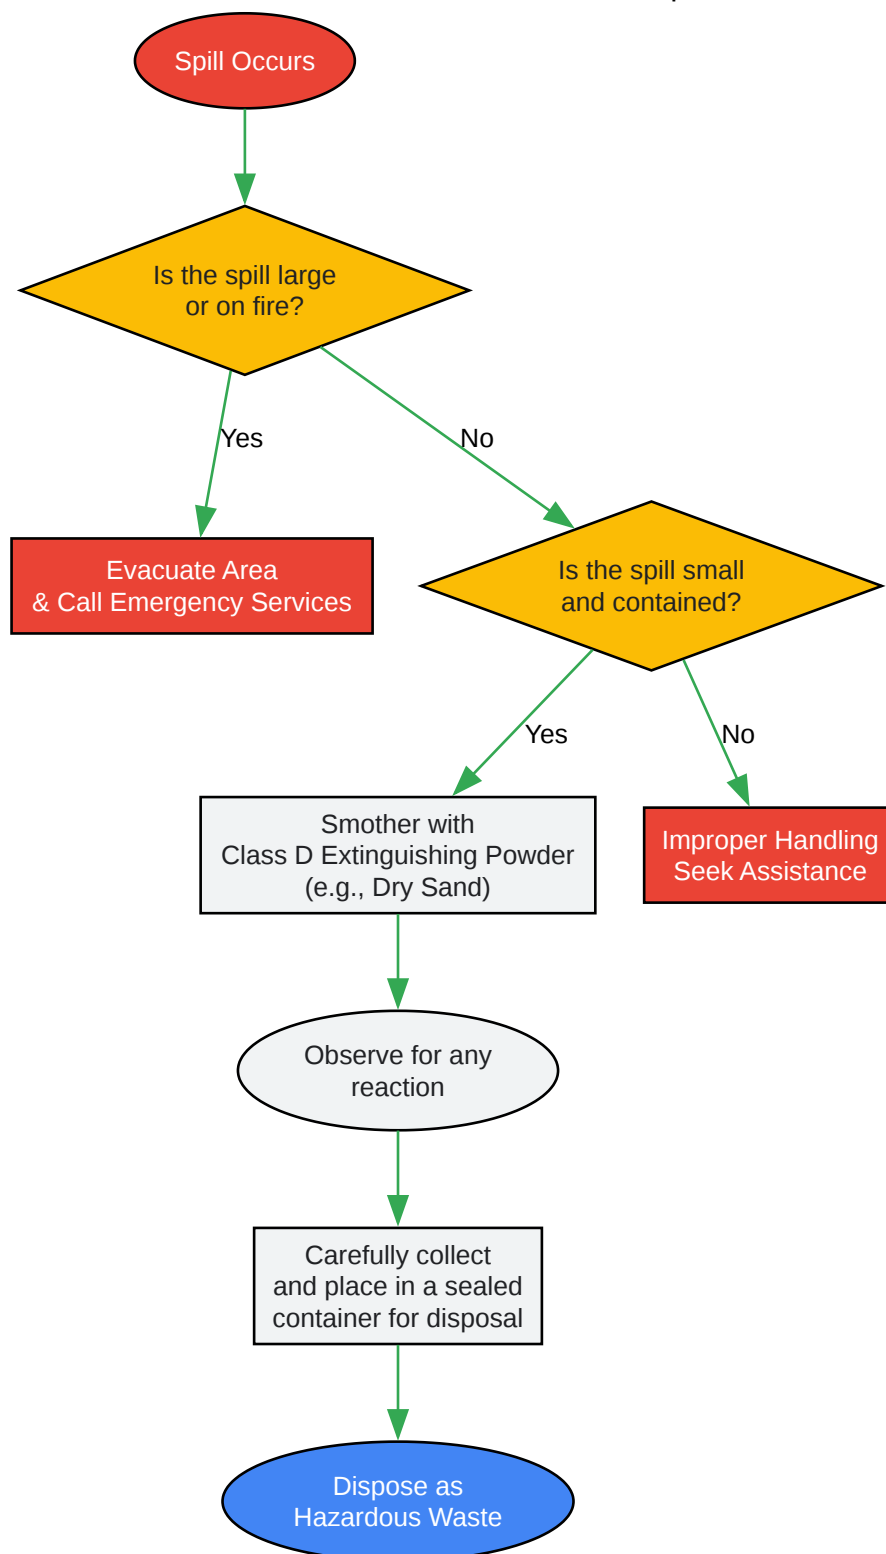 Spill Occurs
Is the spill large
or on fire?
Yes
No
Evacuate Area
& Call Emergency Services
Is the spill small
and contained?
Yes
No
Smother with
Class D Extinguishing Powder
(e.g., Dry Sand)
Improper Handling
Seek Assistance
Observe for any
reaction
Carefully collect
and place in a sealed
container for disposal
Dispose as
Hazardous Waste